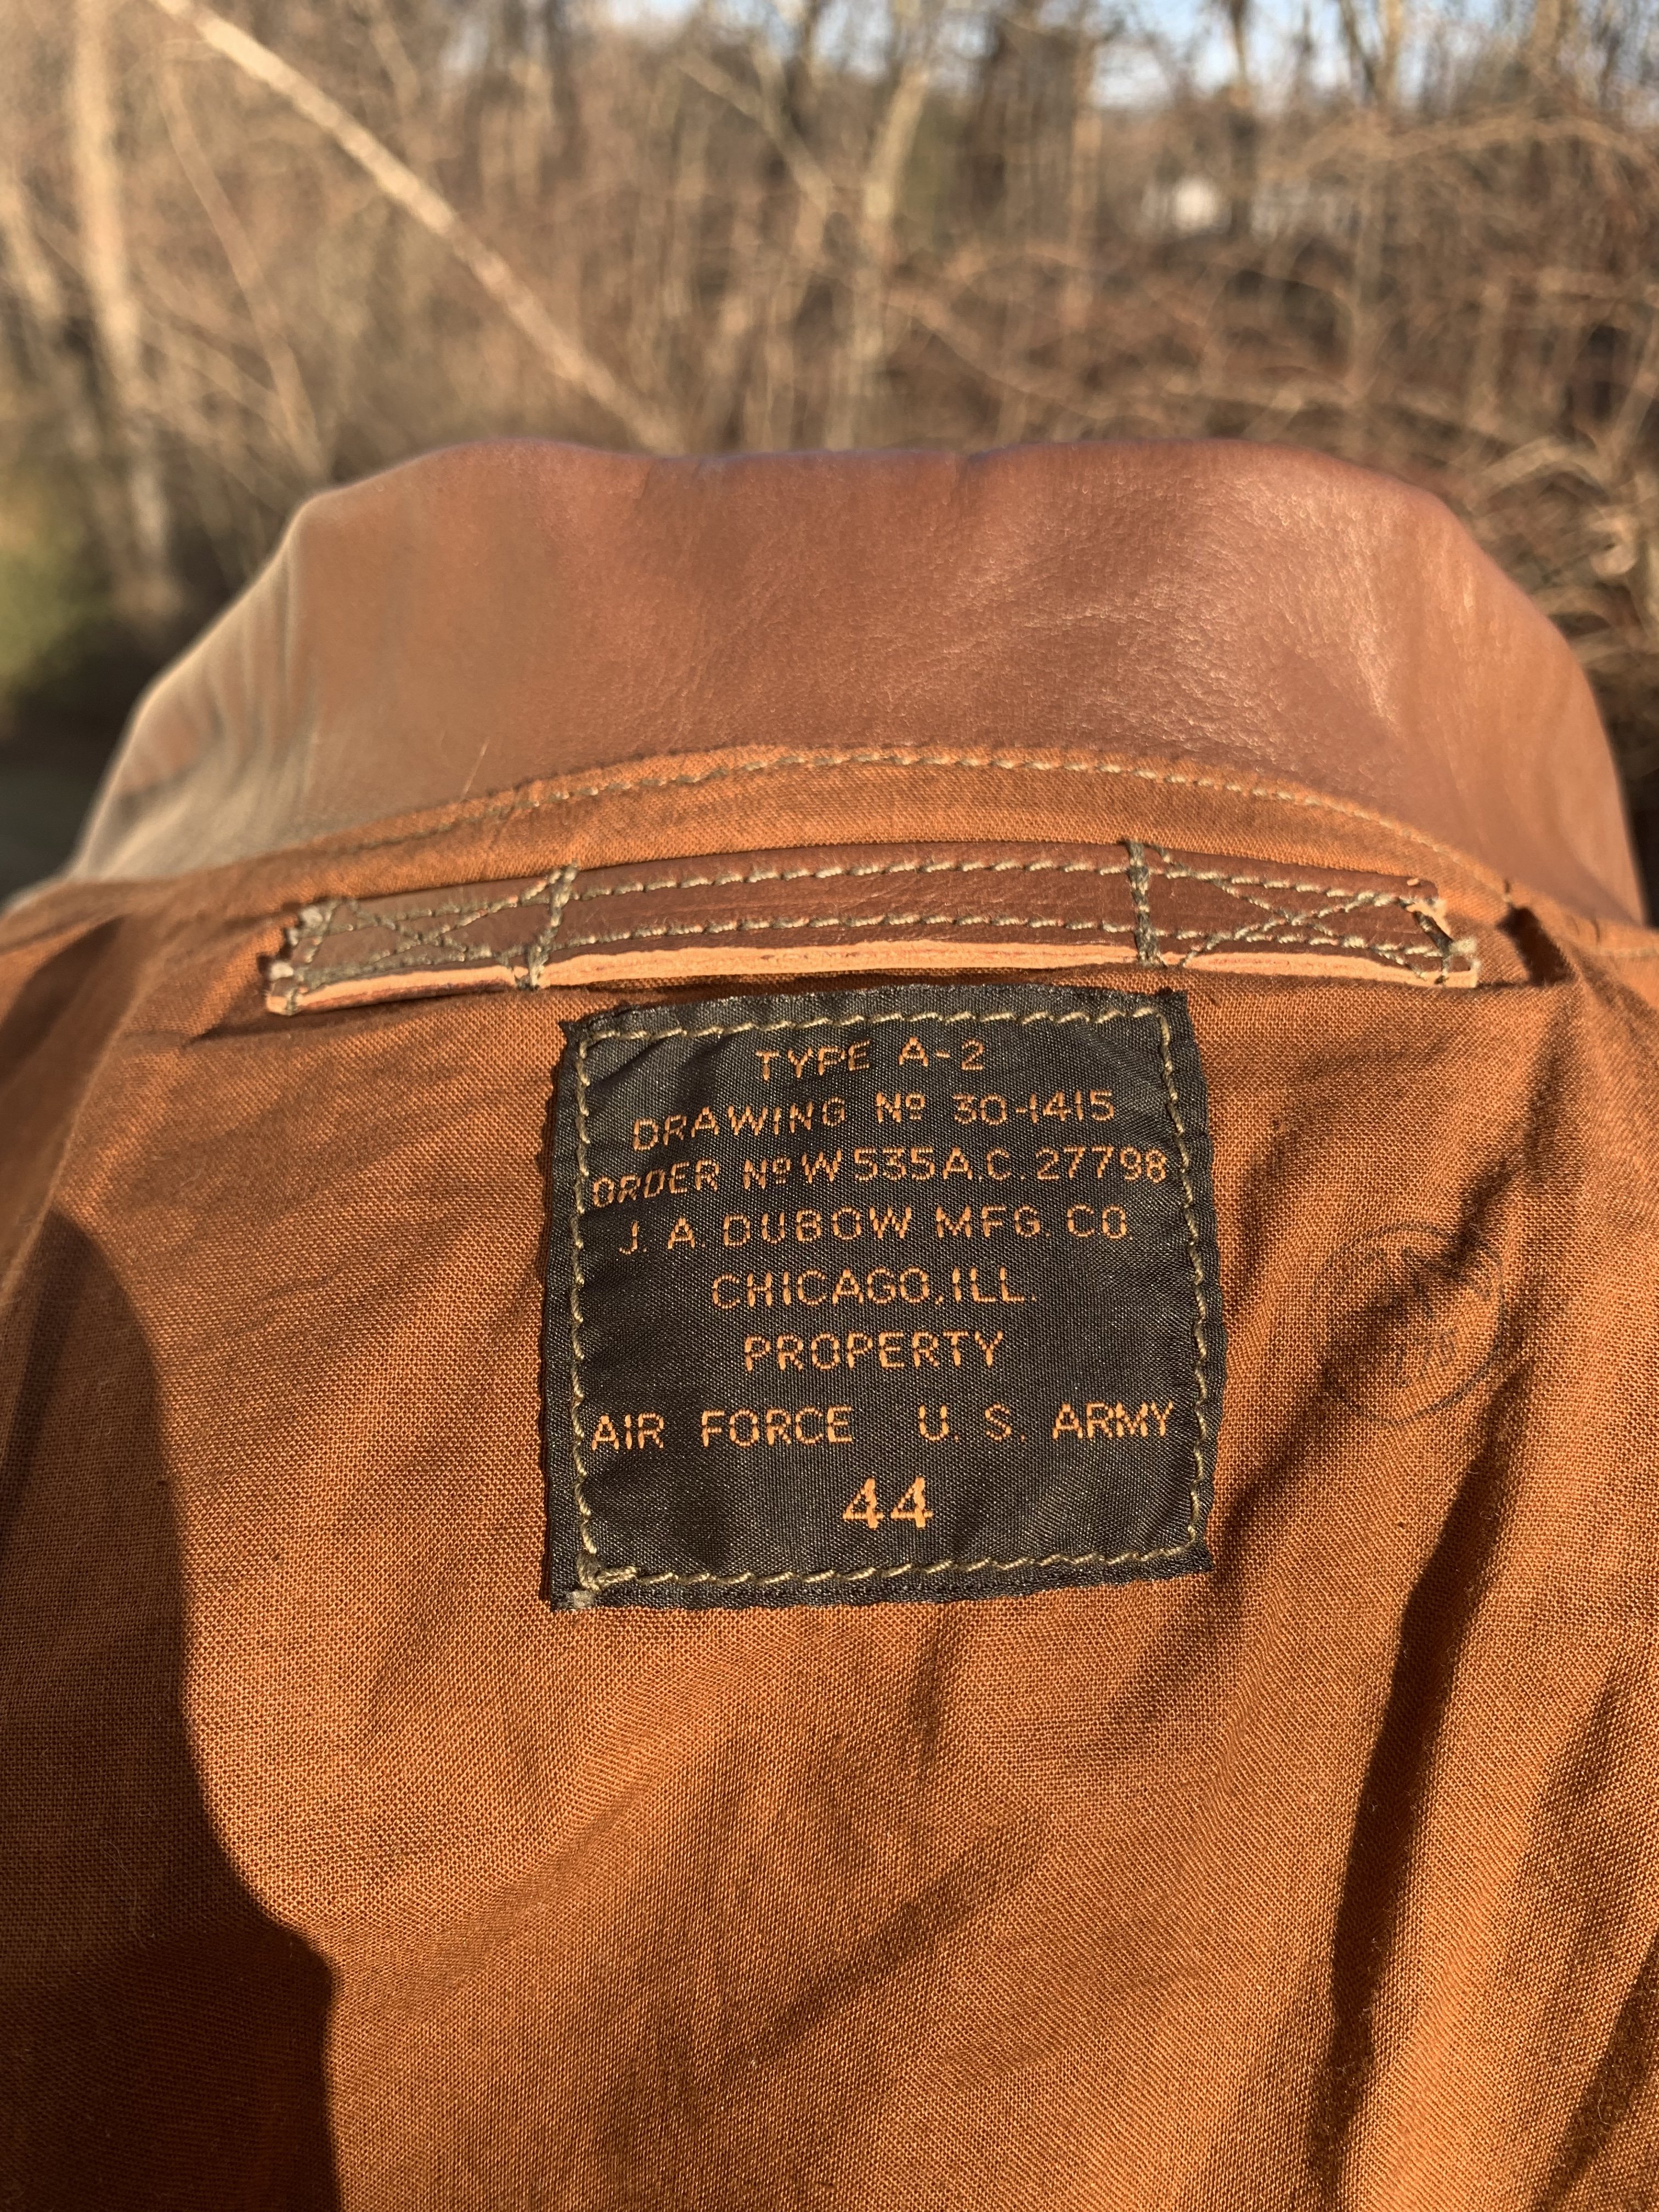 TYPE A-2
DRAWING Nº 30-1415
ORDER Nº W535A.C. 27798
J. A. DUBOW MFG. CO
CHICAGO, ILL.
PROPERTY
AIR FORCE U. S. ARMY
44